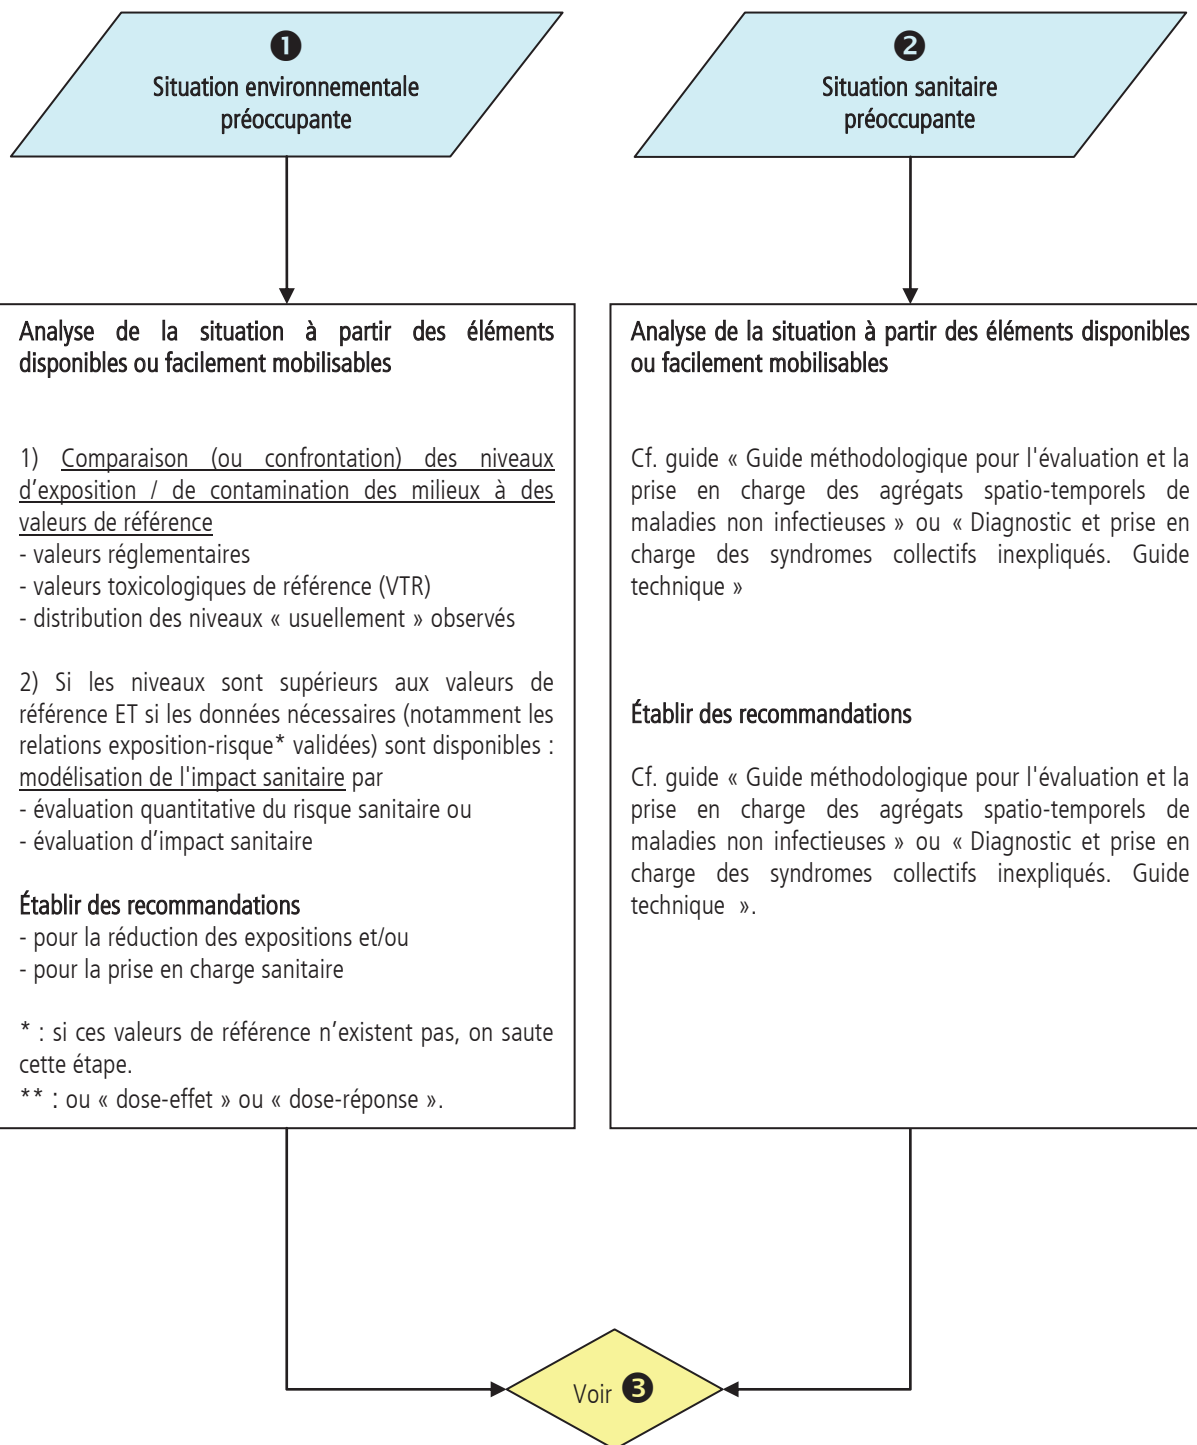 ❶
Situation environnementale
préoccupante
❷
Situation sanitaire
préoccupante
Analyse de la situation à partir des éléments
disponibles ou facilement mobilisables
1) Comparaison (ou confrontation) des niveaux
d'exposition / de contamination des milieux à des
valeurs de référence
- valeurs réglementaires
- valeurs toxicologiques de référence (VTR)
- distribution des niveaux « usuellement » observés
2) Si les niveaux sont supérieurs aux valeurs de
référence ET si les données nécessaires (notamment les
relations exposition-risque* validées) sont disponibles :
modélisation de l'impact sanitaire par
- évaluation quantitative du risque sanitaire ou
- évaluation d’impact sanitaire
Établir des recommandations
- pour la réduction des expositions et/ou
- pour la prise en charge sanitaire
* : si ces valeurs de référence n’existent pas, on saute
cette étape.
** : ou « dose-effet » ou « dose-réponse ».
Analyse de la situation à partir des éléments disponibles
ou facilement mobilisables
Cf. guide « Guide méthodologique pour l'évaluation et la
prise en charge des agrégats spatio-temporels de
maladies non infectieuses » ou « Diagnostic et prise en
charge des syndromes collectifs inexpliqués. Guide
technique »
Établir des recommandations
Cf. guide « Guide méthodologique pour l'évaluation et la
prise en charge des agrégats spatio-temporels de
maladies non infectieuses » ou « Diagnostic et prise en
charge des syndromes collectifs inexpliqués. Guide
technique ».
Voir ❸